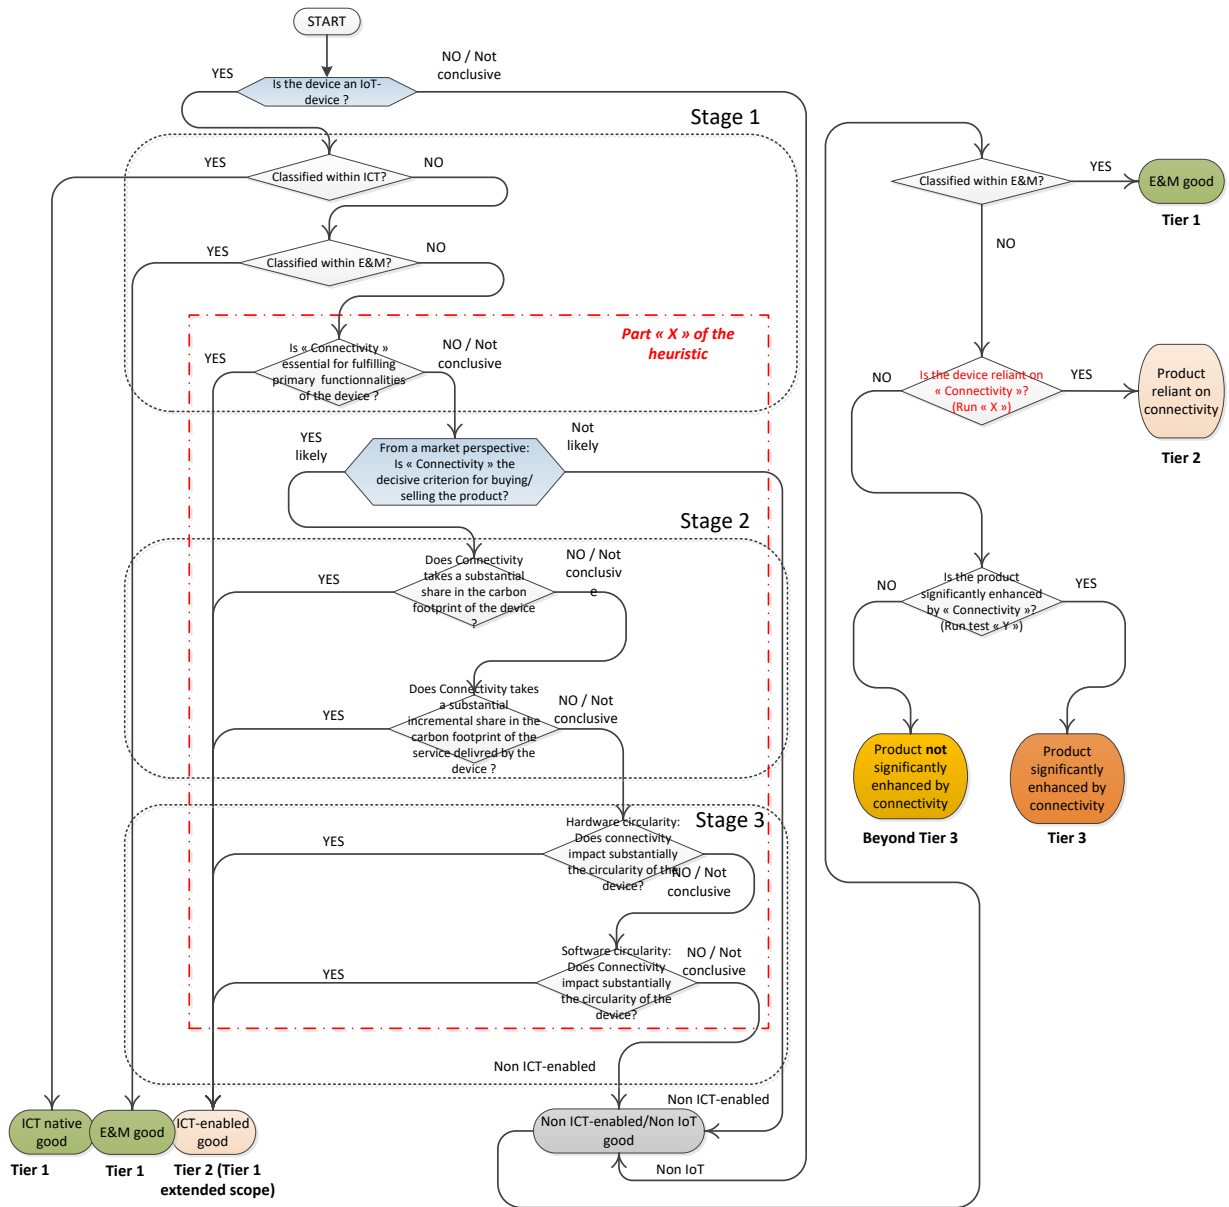 START
NO / Not
conclusive
YES
Is the device an IoT-
device ?
Stage 1
YES
NO
Classified within ICT?
YES
NO
Classified within E&M?
Part « X » of the
heuristic
YES
Is « Connectivity »
essential for fulfilling
primary functionnalities
of the device ?
NO / Not
conclusive
YES
likely
From a market perspective:
Is « Connectivity » the
decisive criterion for buying/
selling the product?
Not
likely
Stage 2
YES
Does Connectivity
takes a substantial
share in the carbon
footprint of the device
?
NO / Not
conclusiv
e
YES
Does Connectivity takes
a substantial
incremental share in the
carbon footprint of the
service delivred by the
device ?
NO / Not
conclusive
Stage 3
YES
Hardware circularity:
Does connectivity
impact substantially
the circularity of the
device?
NO / Not
conclusive
YES
Software circularity:
Does Connectivity
impact substantially
the circularity of the
device?
NO / Not
conclusive
Non ICT-enabled
Non ICT-enabled
ICT native
good
E&M good
ICT-enabled
good
Non ICT-enabled/Non IoT
good
Tier 1
Tier 1
Tier 2 (Tier 1
extended scope)
Non IoT
Classified within E&M?
YES
E&M good
Tier 1
NO
NO
Is the device reliant on
« Connectivity »?
(Run « X »)
YES
Product
reliant on
connectivity
Tier 2
NO
Is the product
significantly enhanced
by « Connectivity »?
(Run test « Y »)
YES
Product not
significantly
enhanced by
connectivity
Beyond Tier 3
Product
significantly
enhanced by
connectivity
Tier 3